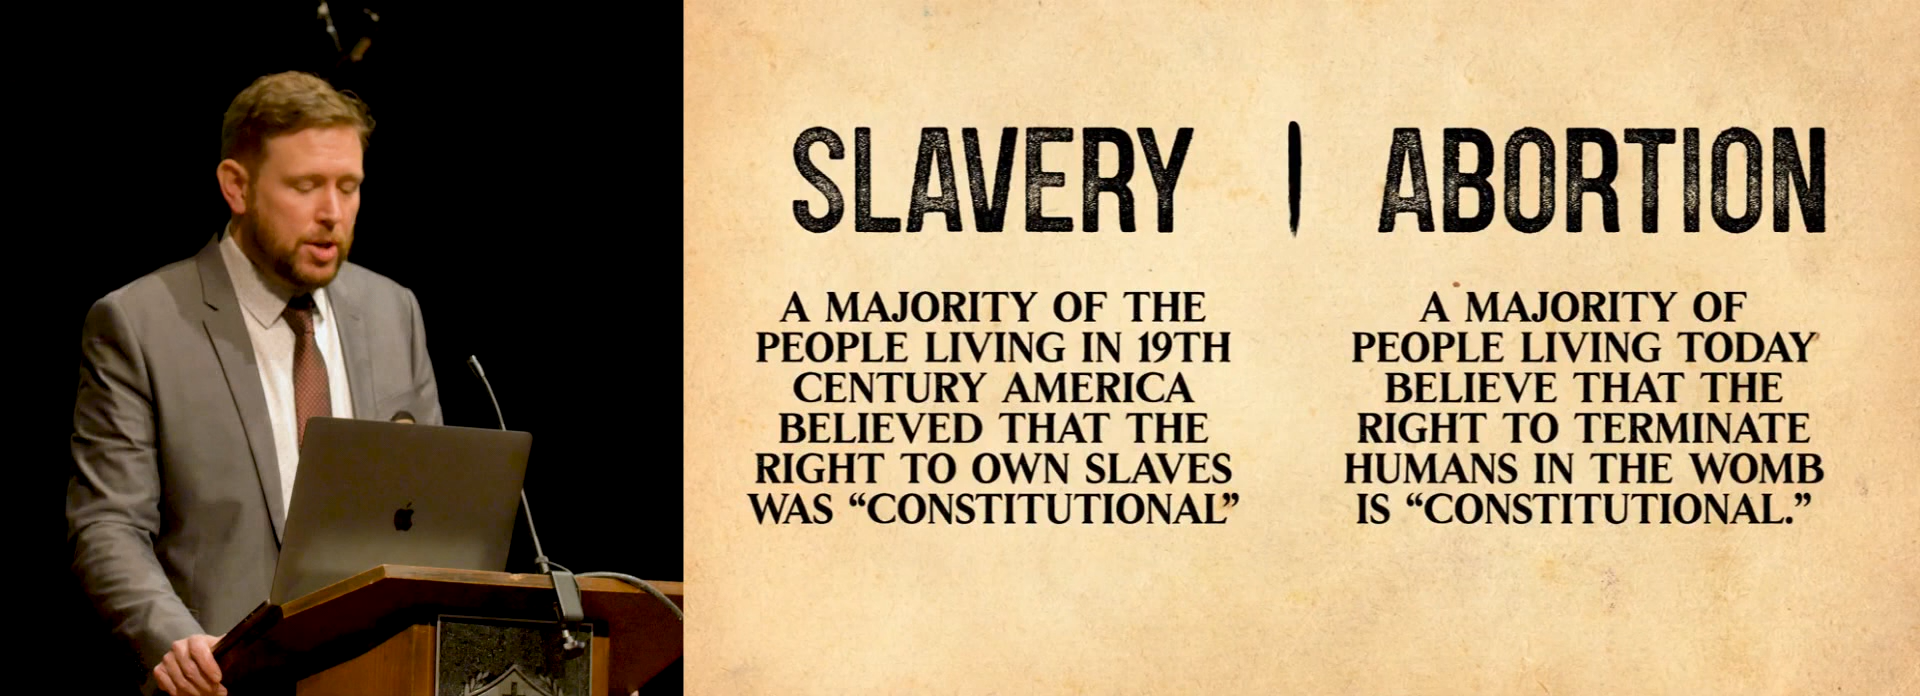 SLAVERY | ABORTION
A MAJORITY OF THE
PEOPLE LIVING IN 19TH
CENTURY AMERICA
BELIEVED THAT THE
RIGHT TO OWN SLAVES
WAS “CONSTITUTIONAL”
A MAJORITY OF
PEOPLE LIVING TODAY
BELIEVE THAT THE
RIGHT TO TERMINATE
HUMANS IN THE WOMB
IS “CONSTITUTIONAL.”